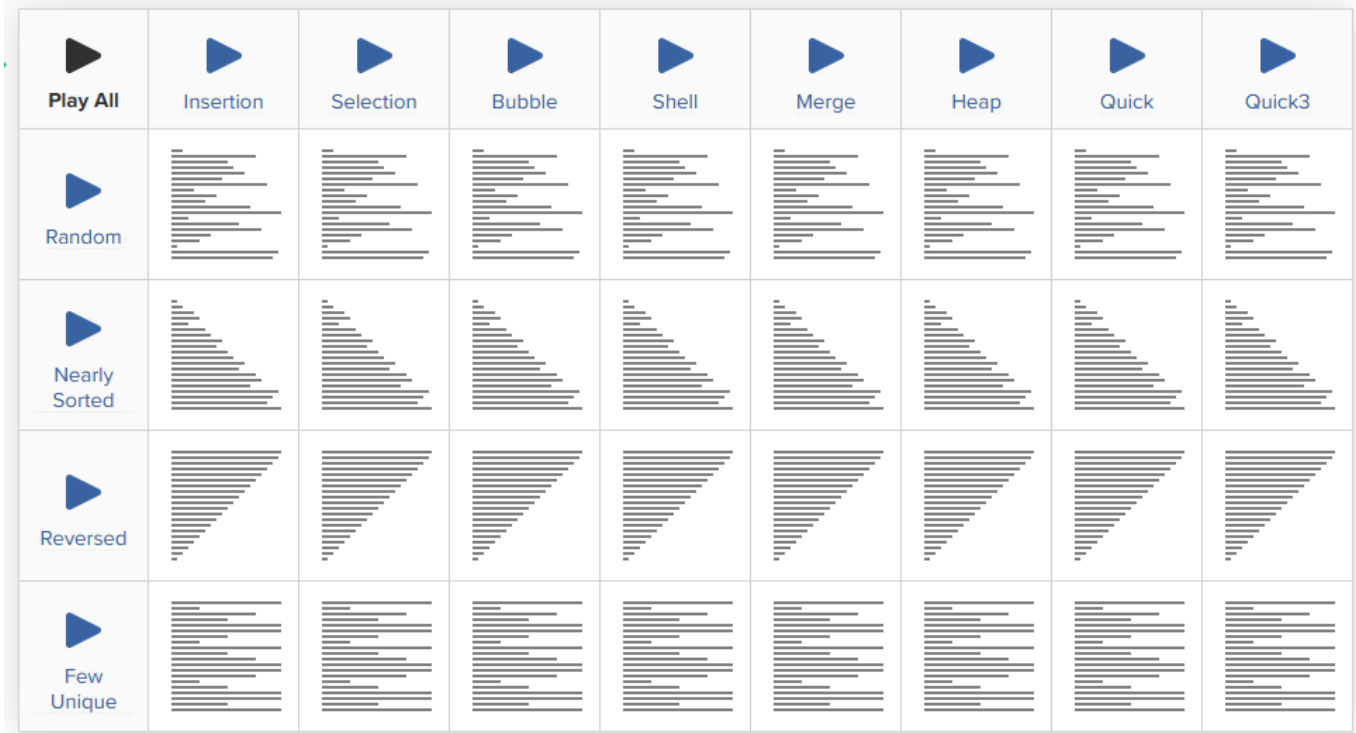 Play All
Insertion
Selection
Bubble
Shell
Merge
Heap
Quick
Quick3
Random
Nearly
Sorted
Reversed
Few
Unique